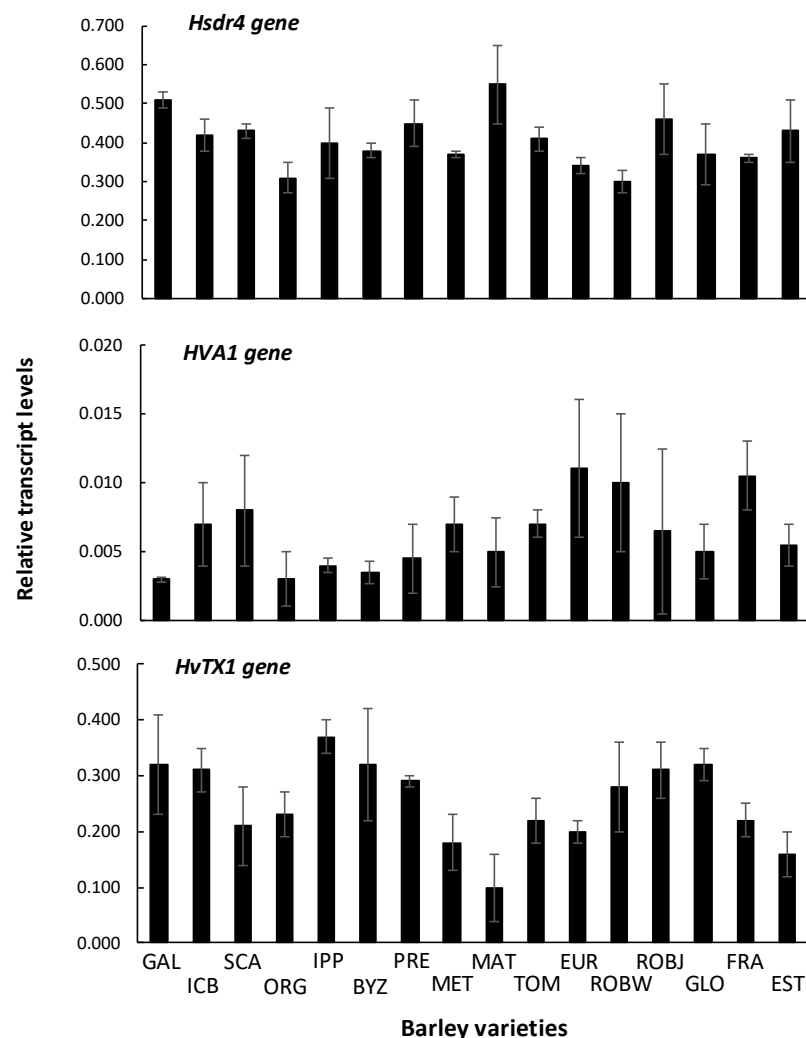 Hsdr4 gene
0.700
0.600
0.500
0.400
0.300
0.200
0.100
0.000
HVA1 gene
0.020
0.015
0.010
0.005
0.000
Relative transcript levels
HvTX1 gene
0.500
0.400
0.300
0.200
0.100
0.000
GAL SCA IPP PRE MAT EUR ROBJ FRA
ICB ORG BYZ MET TOM ROBW GLO EST
Barley varieties